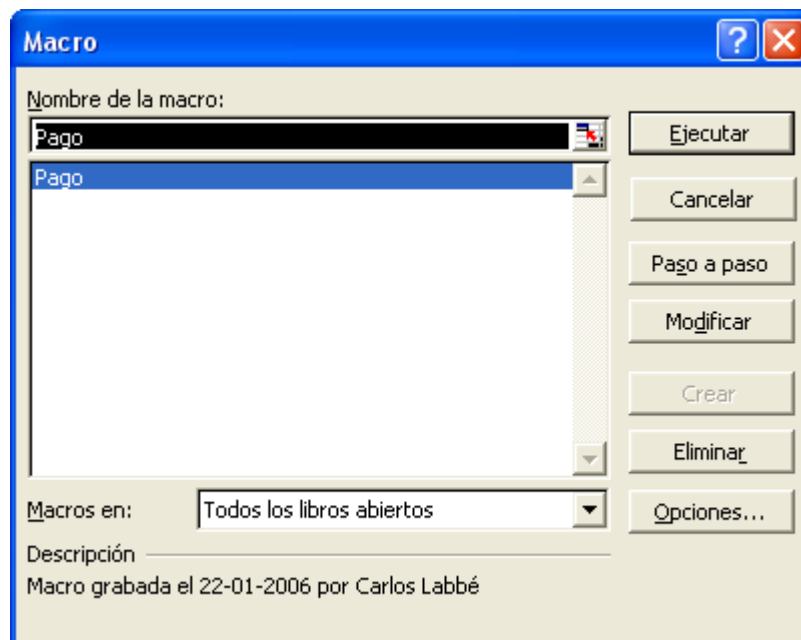 Macro
Nombre de la macro:
Pago
Pago
Ejecutar
Cancelar
Paso a paso
Modificar
Crear
Eliminar
Macros en:
Todos los libros abiertos
Opciones...
Descripción
Macro grabada el 22-01-2006 por Carlos Labbé